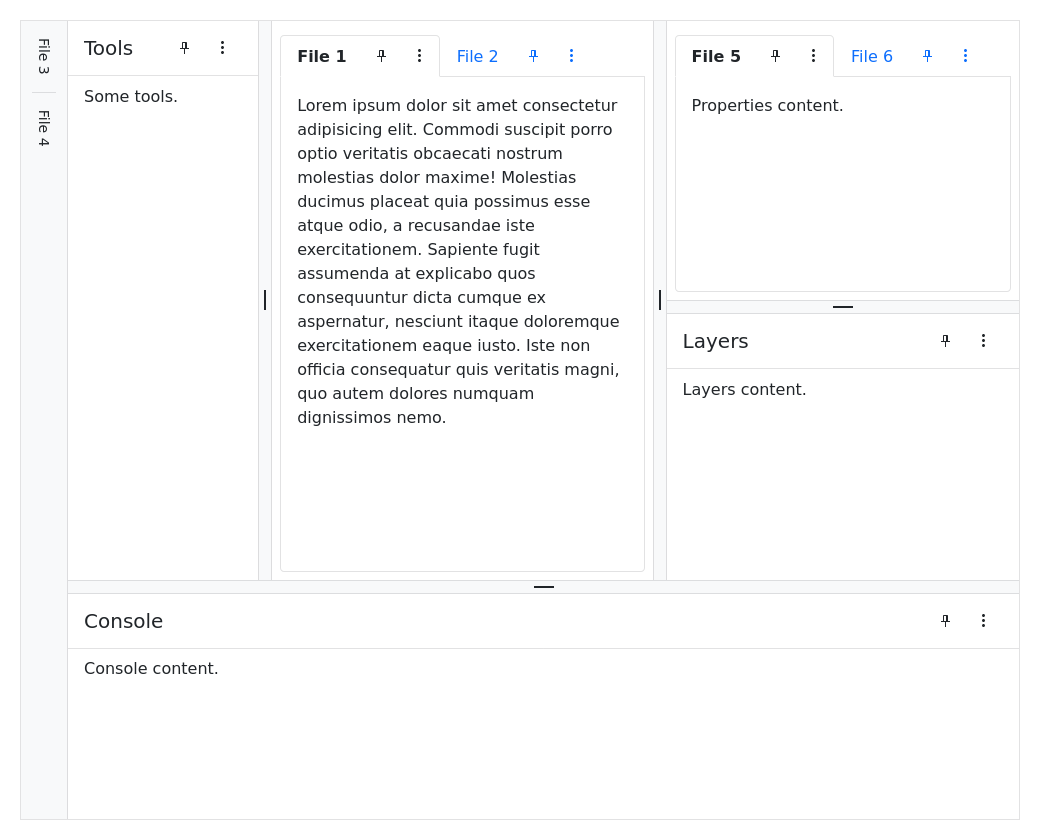 File 3
File 4
Tools
Some tools.
File 1
File 2
Lorem ipsum dolor sit amet consectetur
adipisicing elit. Commodi suscipit porro
optio veritatis obcaecati nostrum
molestias dolor maxime! Molestias
ducimus placeat quia possimus esse
atque odio, a recusandae iste
exercitationem. Sapiente fugit
assumenda at explicabo quos
consequuntur dicta cumque ex
aspernatur, nesciunt itaque doloremque
exercitationem eaque iusto. Iste non
officia consequatur quis veritatis magni,
quo autem dolores numquam
dignissimos nemo.
File 5
File 6
Properties content.
Layers
Layers content.
Console
Console content.